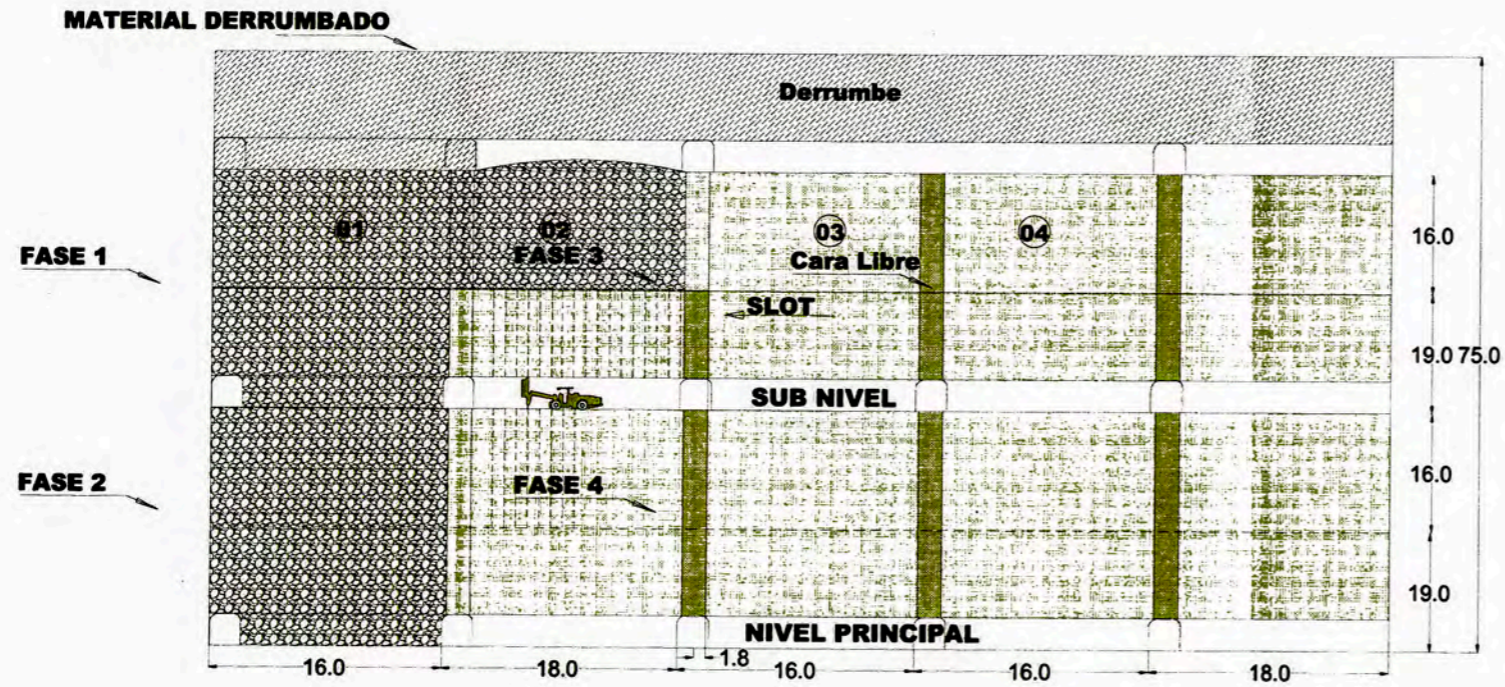 MATERIAL DERRUMBADO
Derrumbe
01
02
03
04
FASE 1
FASE 3
Cara Libre
16.0
SLOT
19.0
75.0
SUB NIVEL
FASE 2
FASE 4
16.0
19.0
NIVEL PRINCIPAL
16.0
18.0
1.8
16.0
16.0
18.0